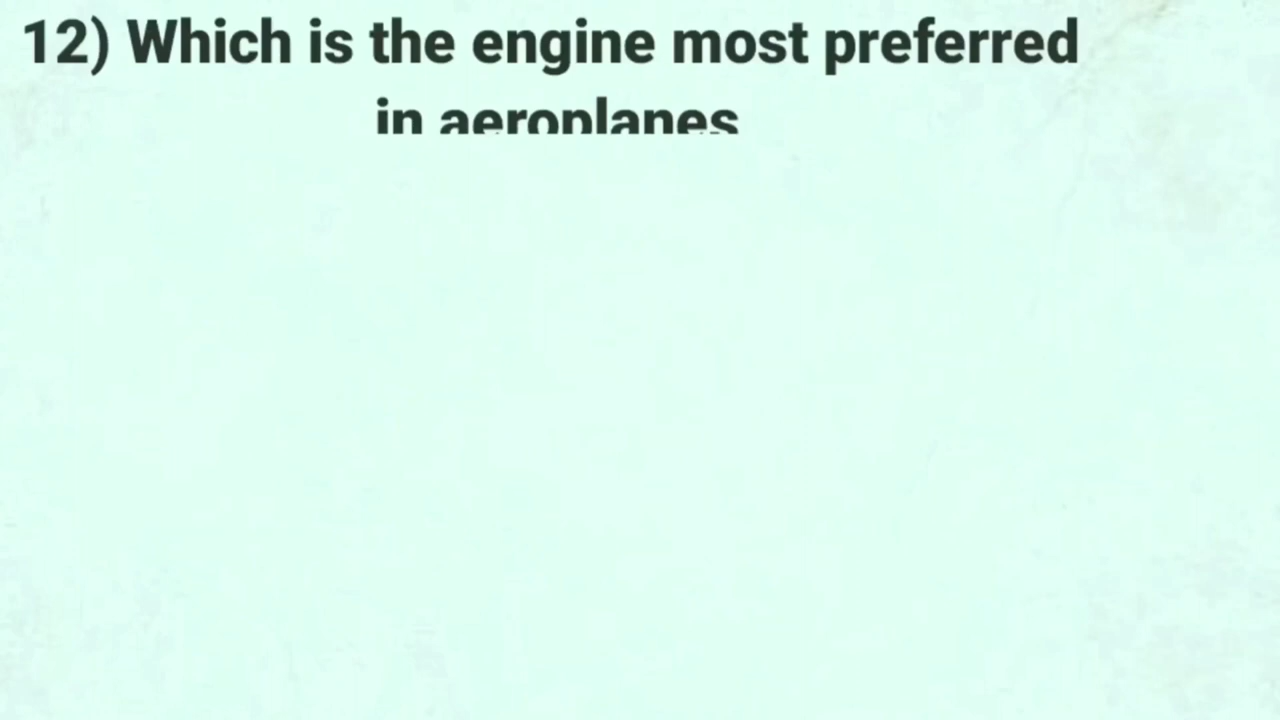 12) Which is the engine most preferred
in aeroplanes